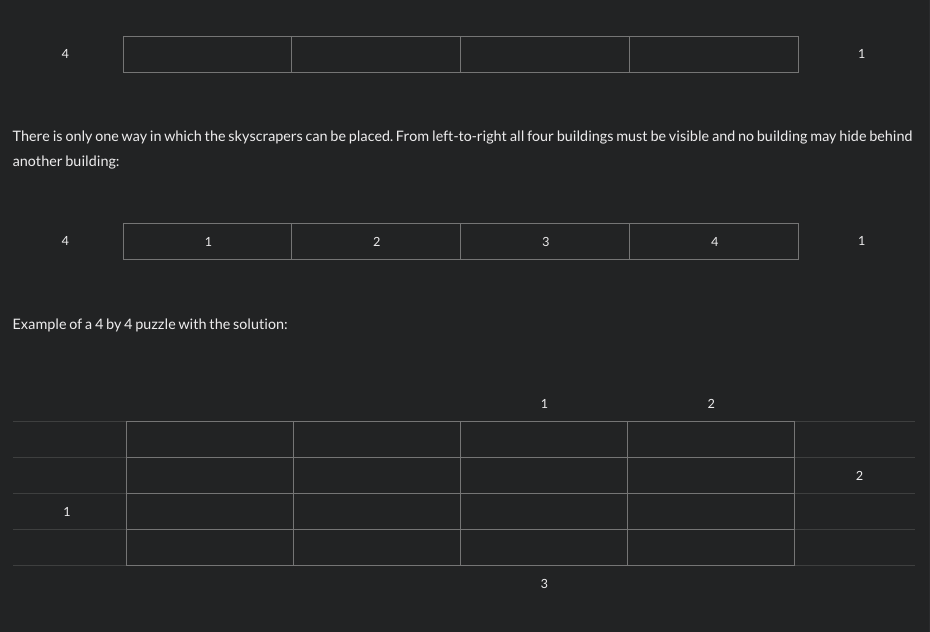 4 1
There is only one way in which the skyscrapers can be placed. From left-to-right all four buildings must be visible and no building may hide behind
another building:
4 1 2 3 4 1
Example of a 4 by 4 puzzle with the solution:
1 2
2
1
3